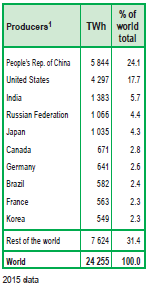 Producers1 TWh % of world total
People's Rep. of China 5 844 24.1
United States 4 297 17.7
India 1 383 5.7
Russian Federation 1 066 4.4
Japan 1 035 4.3
Canada 671 2.8
Germany 641 2.6
Brazil 582 2.4
France 563 2.3
Korea 549 2.3
Rest of the world 7 624 31.4
World 24 255 100.0
2015 data